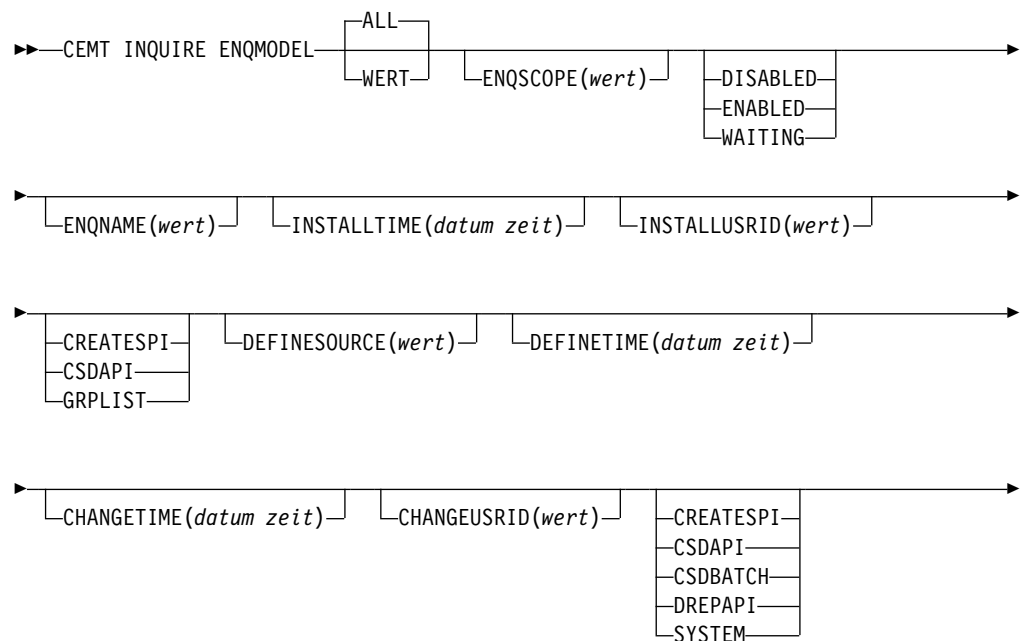 ALL
CEMT INQUIRE ENQMODEL
WERT
ENQSCOPE(wert)
DISABLED
ENABLED
WAITING
ENQNAME(wert) INSTALLTIME(datum zeit) INSTALLUSRID(wert)
CREATESPI
CSDAPI
GRPLIST
DEFINESOURCE(wert) DEFINETIME(datum zeit)
CHANGETIME(datum zeit) CHANGEUSRID(wert)
CREATESPI
CSDAPI
CSDBATCH
DREPAPI
SYSTEM